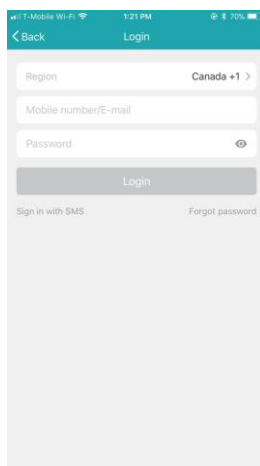 T-Mobile Wi-Fi 1:21 PM 70%
Back Login
Region Canada +1 >
Mobile number/E-mail
Password
Login
Sign in with SMS Forgot password